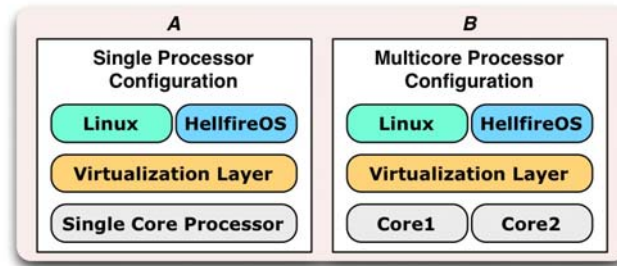 A
Single Processor
Configuration
Linux
HellfireOS
Virtualization Layer
Single Core Processor
B
Multicore Processor
Configuration
Linux
HellfireOS
Virtualization Layer
Core1
Core2